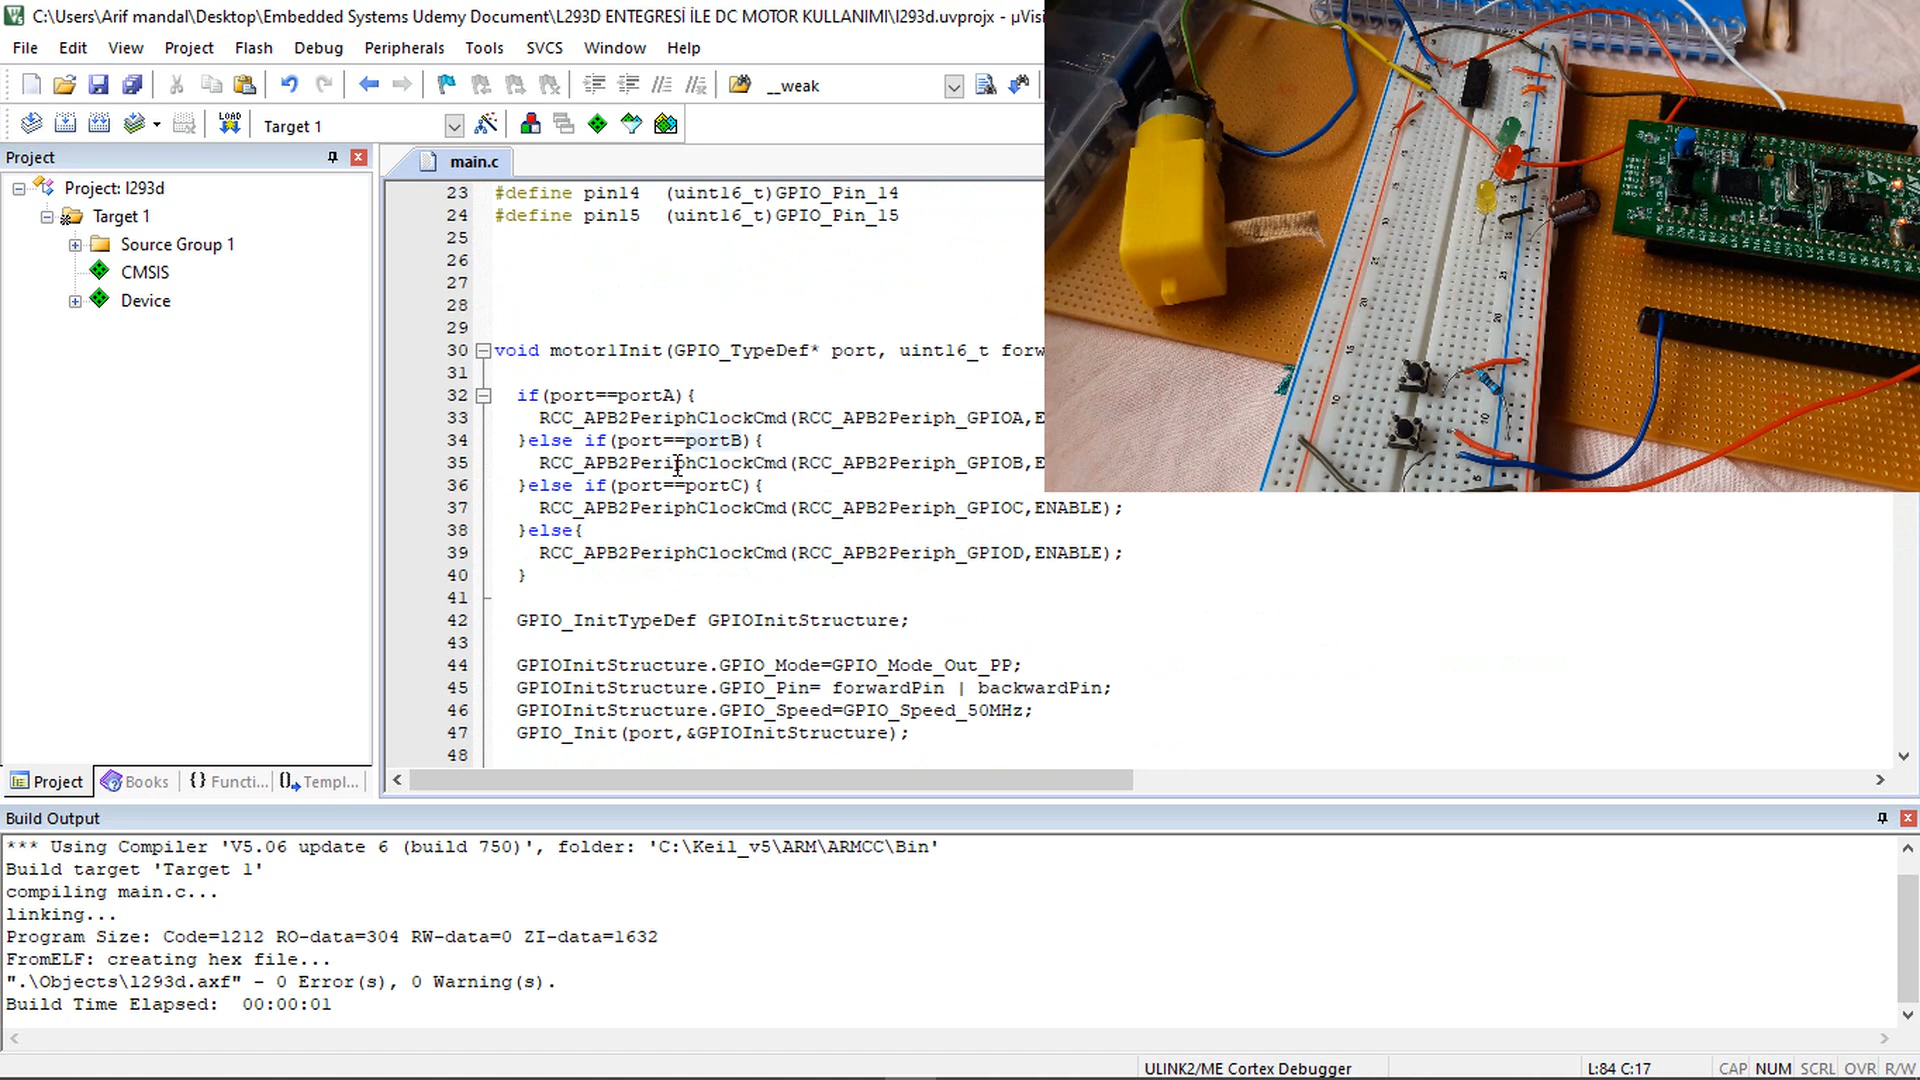 C:\Users\Arif mandal\Desktop\Embedded Systems Udemy Document\L293D ENTEGRESİ İLE DC MOTOR KULLANIMI\l293d.uvprojx - µVisi
File Edit View Project Flash Debug Peripherals Tools SVCS Window Help
__weak
LOAD
Target 1
Project
main.c
Project: l293d
Target 1
Source Group 1
CMSIS
Device
23 #define pin14 (uint16_t)GPIO_Pin_14
24 #define pin15 (uint16_t)GPIO_Pin_15
25
26
27
28
29
30 void motor1Init(GPIO_TypeDef* port, uint16_t forw
31
32 if(port==portA){
33 RCC_APB2PeriphClockCmd(RCC_APB2Periph_GPIOA,E
34 }else if(port==portB){
35 RCC_APB2PeriphClockCmd(RCC_APB2Periph_GPIOB,E
36 }else if(port==portC){
37 RCC_APB2PeriphClockCmd(RCC_APB2Periph_GPIOC,ENABLE);
38 }else{
39 RCC_APB2PeriphClockCmd(RCC_APB2Periph_GPIOD,ENABLE);
40 }
41
42 GPIO_InitTypeDef GPIOInitStructure;
43
44 GPIOInitStructure.GPIO_Mode=GPIO_Mode_Out_PP;
45 GPIOInitStructure.GPIO_Pin= forwardPin | backwardPin;
46 GPIOInitStructure.GPIO_Speed=GPIO_Speed_50MHz;
47 GPIO_Init(port,&GPIOInitStructure);
48
Project Books {} Functi... Templ...
Build Output
*** Using Compiler 'V5.06 update 6 (build 750)', folder: 'C:\Keil_v5\ARM\ARMCC\Bin'
Build target 'Target 1'
compiling main.c...
linking...
Program Size: Code=1212 RO-data=304 RW-data=0 ZI-data=1632
FromELF: creating hex file...
".\Objects\l293d.axf" - 0 Error(s), 0 Warning(s).
Build Time Elapsed: 00:00:01
ULINK2/ME Cortex Debugger L:84 C:17 CAP NUM SCRL OVR R/W